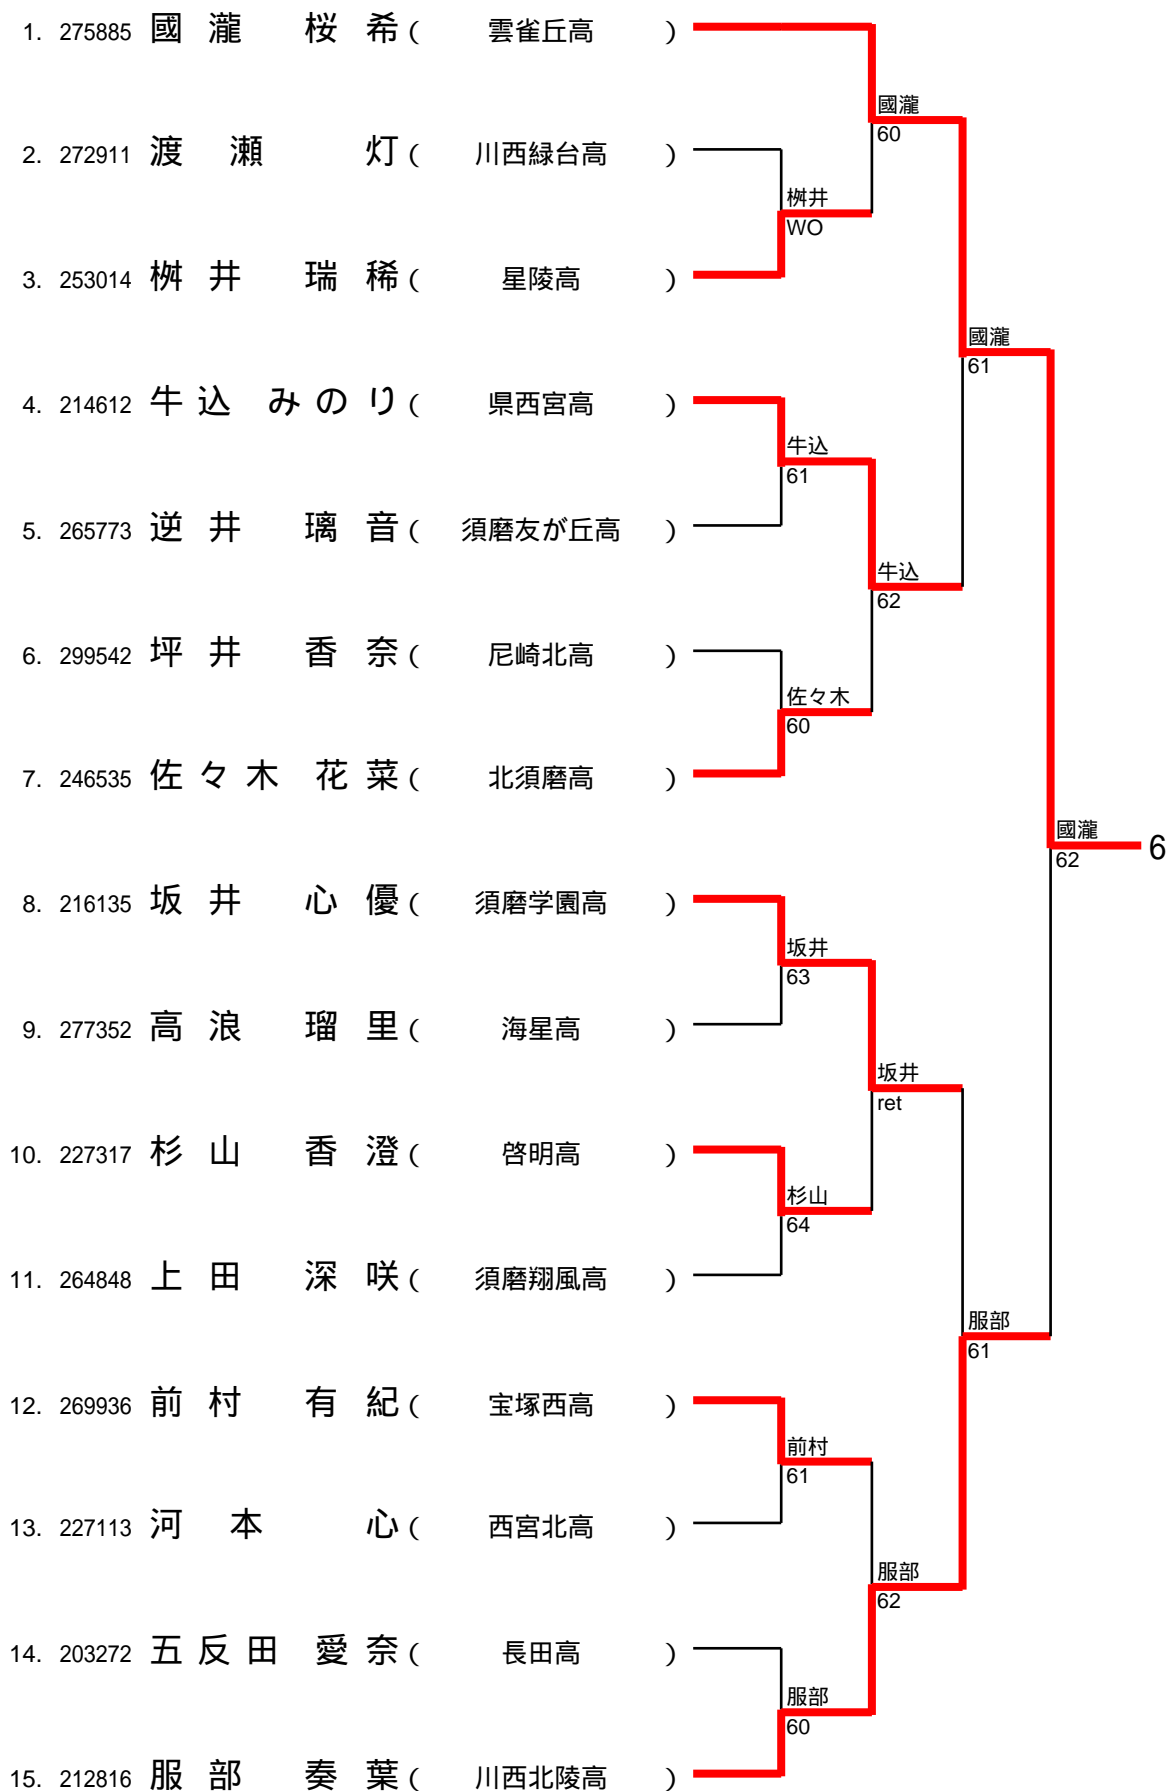 1. 275885 國瀧 桜希 ( 雲雀丘高 )
國瀧
60
2. 272911 渡瀬 灯 ( 川西緑台高 )
桝井
WO
3. 253014 桝井 瑞稀 ( 星陵高 )
國瀧
61
4. 214612 牛込 みのり ( 県西宮高 )
牛込
61
5. 265773 逆井 璃音 ( 須磨友が丘高 )
牛込
62
6. 299542 坪井 香奈 ( 尼崎北高 )
佐々木
60
7. 246535 佐々木 花菜 ( 北須磨高 )
國瀧
62
6
8. 216135 坂井 心優 ( 須磨学園高 )
坂井
63
9. 277352 高浪 瑠里 ( 海星高 )
坂井
ret
10. 227317 杉山 香澄 ( 啓明高 )
杉山
64
11. 264848 上田 深咲 ( 須磨翔風高 )
服部
61
12. 269936 前村 有紀 ( 宝塚西高 )
前村
61
13. 227113 河本 心 ( 西宮北高 )
服部
62
14. 203272 五反田 愛奈 ( 長田高 )
服部
60
15. 212816 服部 奏葉 ( 川西北陵高 )